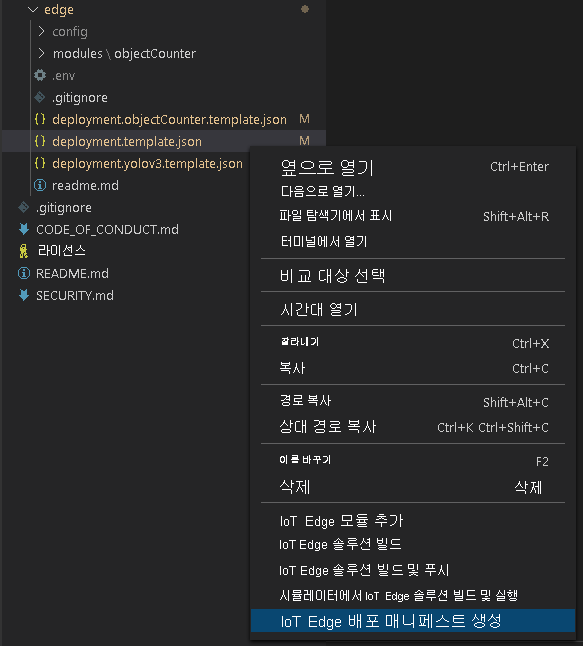 edge
config
modules \ objectCounter
.env
.gitignore
deployment.objectCounter.template.json M
deployment.template.json M
deployment.yolov3.template.json
readme.md
.gitignore
CODE_OF_CONDUCT.md
라이선스
README.md
SECURITY.md
옆으로 열기 Ctrl+Enter
다음으로 열기...
파일 탐색기에서 표시 Shift+Alt+R
터미널에서 열기
비교 대상 선택
시간대 열기
잘라내기 Ctrl+X
복사 Ctrl+C
경로 복사 Shift+Alt+C
상대 경로 복사 Ctrl+K Ctrl+Shift+C
이름 바꾸기 F2
삭제 삭제
IoT Edge 모듈 추가
IoT Edge 솔루션 빌드
IoT Edge 솔루션 빌드 및 푸시
시뮬레이터에서 IoT Edge 솔루션 빌드 및 실행
IoT Edge 배포 매니페스트 생성